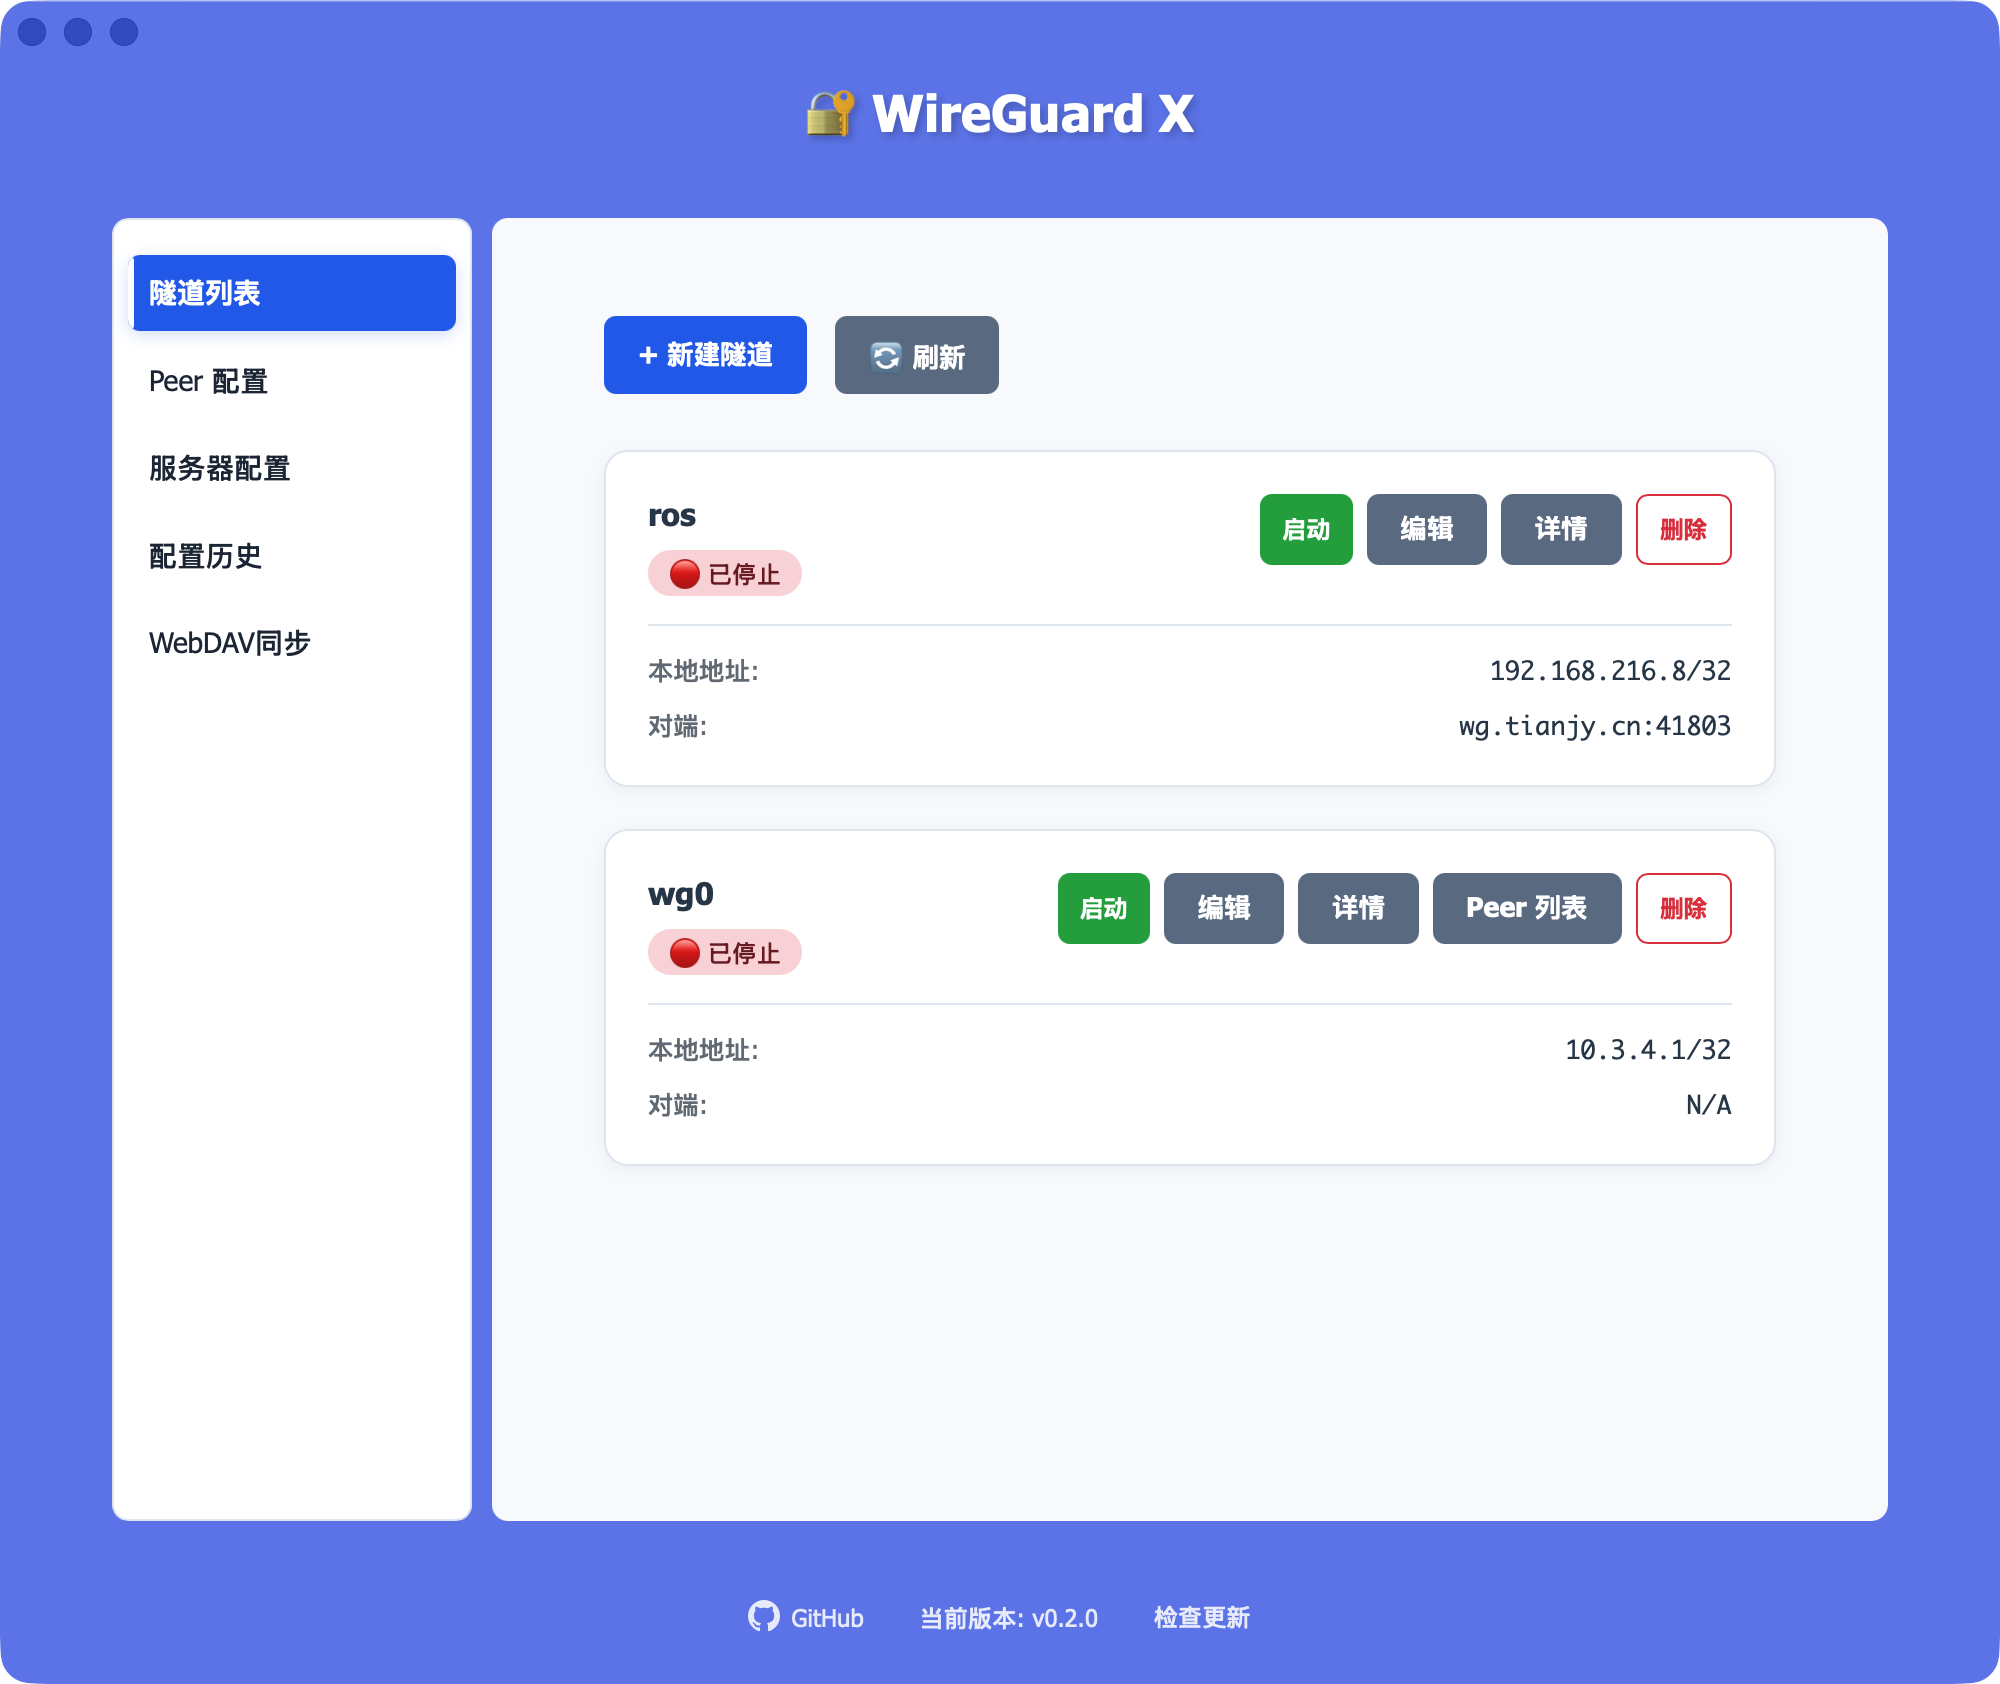 WireGuard X
隧道列表
Peer 配置
服务器配置
配置历史
WebDAV同步
+ 新建隧道
刷新
ros
启动
编辑
详情
删除
已停止
本地地址:
192.168.216.8/32
对端:
wg.tianjy.cn:41803
wg0
启动
编辑
详情
Peer 列表
删除
已停止
本地地址:
10.3.4.1/32
对端:
N/A
GitHub
当前版本: v0.2.0
检查更新